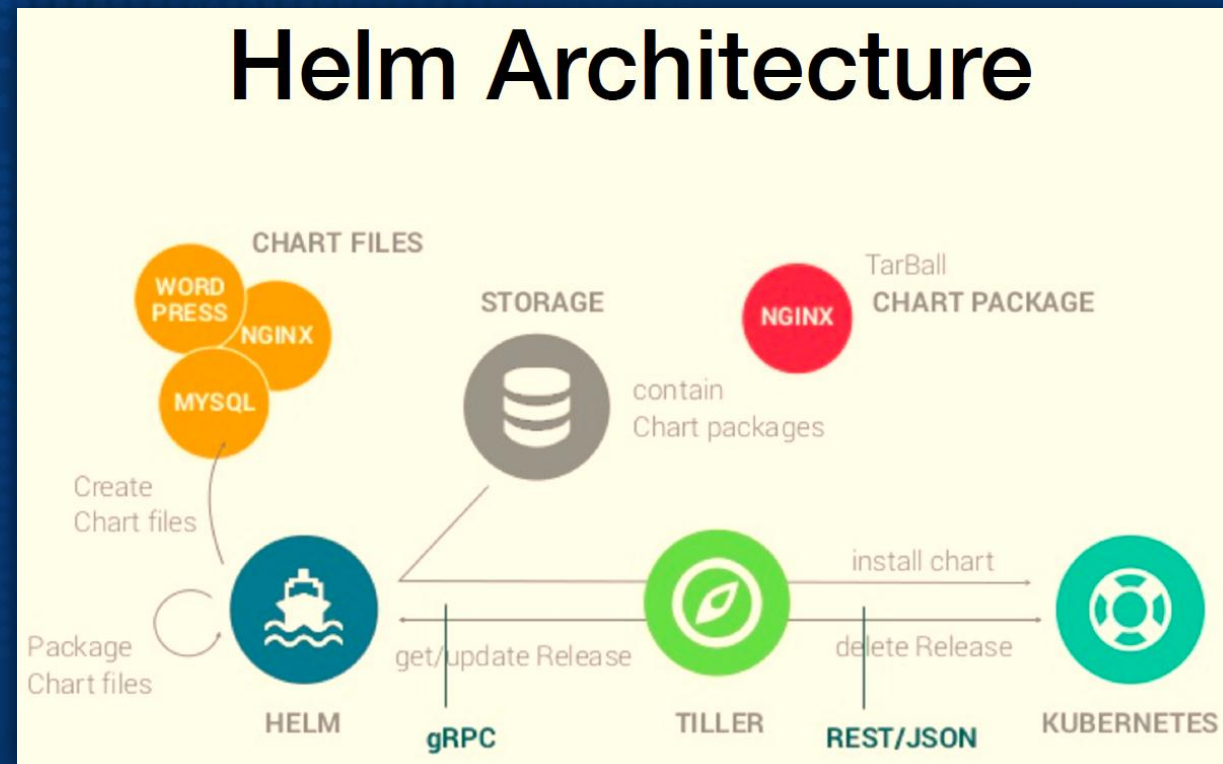 Helm Architecture
CHART FILES
WORD
PRESS
NGINX
MYSQL
STORAGE
contain
Chart packages
NGINX
TarBall
CHART PACKAGE
Create
Chart files
Package
Chart files
HELM
get/update Release
gRPC
TILLER
install chart
delete Release
REST/JSON
KUBERNETES